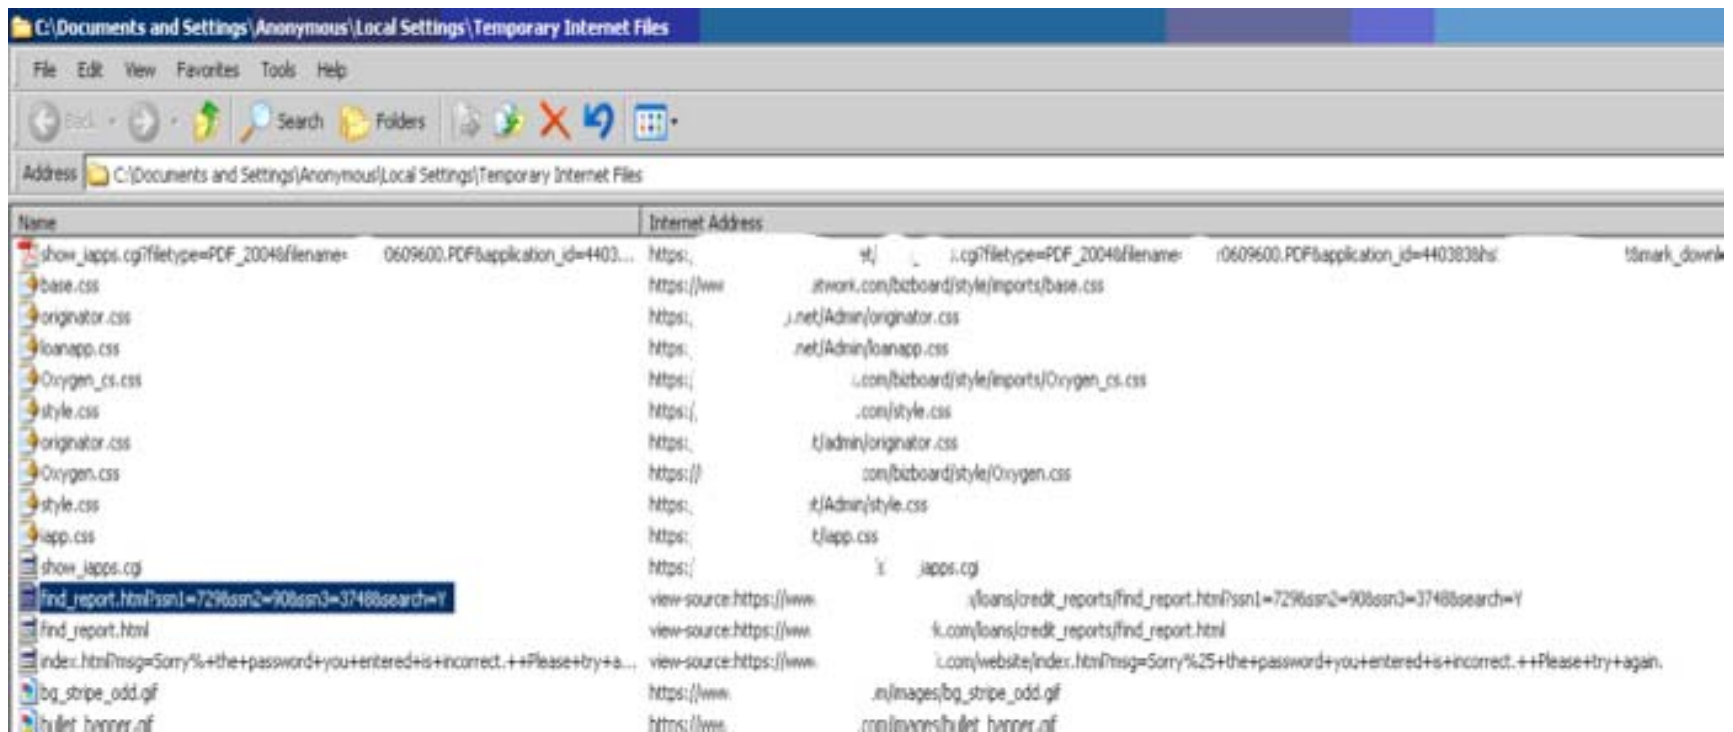 C:\Documents and Settings\Anonymous\Local Settings\Temporary Internet Files
File Edit View Favorites Tools Help
Back Search Folders
Address C:\Documents and Settings\Anonymous\Local Settings\Temporary Internet Files
Name Internet Address
show_iapps.cgi?filetype=PDF_2004&filename= 0609600.PDF&application_id=4403... https: .cgi?filetype=PDF_2004&filename= 0609600.PDF&application_id=440383&hs &mark_downl
base.css https://ww twork.com/bizboard/style/imports/base.css
originator.css https: .net/Admin/originator.css
loanapp.css https: .net/Admin/loanapp.css
Oxygen_cs.css https:/ .com/bizboard/style/imports/Oxygen_cs.css
style.css https:/ .com/style.css
originator.css https: t/admin/originator.css
Oxygen.css https:// com/bizboard/style/Oxygen.css
style.css https: t/Admin/style.css
iapp.css https: t/iapp.css
show_iapps.cgi https:/ iapps.cgi
find_report.html?ssn1=729&ssn2=90&ssn3=3748&search=Y view-source:https://www. /loans/credit_reports/find_report.html?ssn1=729&ssn2=90&ssn3=3748&search=Y
find_report.html view-source:https://www. k.com/loans/credit_reports/find_report.html
index.html?msg=Sorry%+the+password+you+entered+is+incorrect.++Please+try+a... view-source:https://www. .com/website/index.html?msg=Sorry%25+the+password+you+entered+is+incorrect.++Please+try+again.
bg_stripe_odd.gif https://www. m/images/bg_stripe_odd.gif
bullet_banner.gif https://www. .com/images/bullet_banner.gif